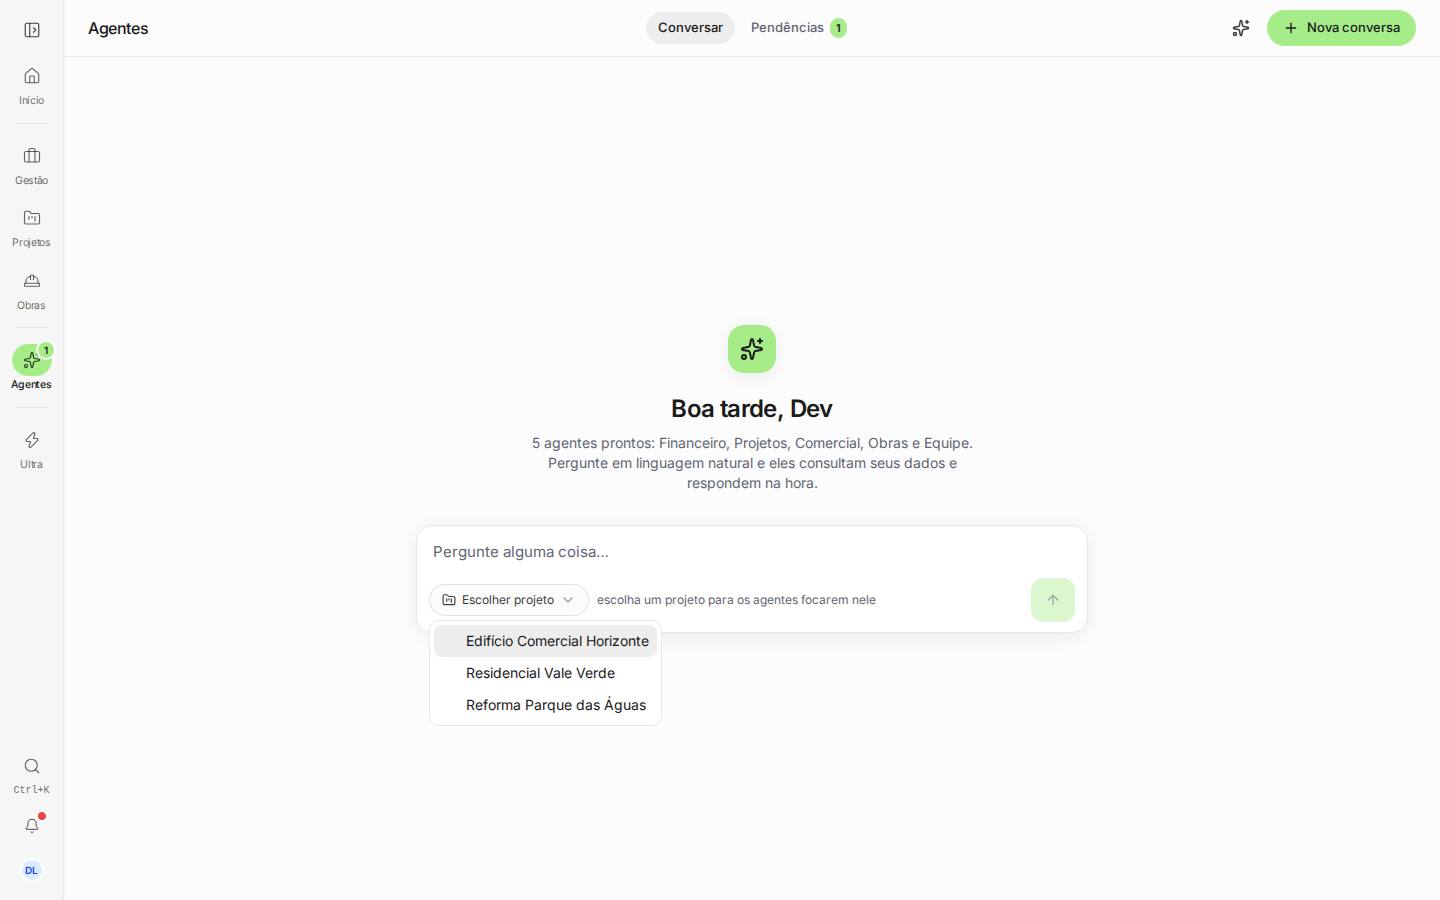 Agentes
Conversar
Pendências 1
Nova conversa
Início
Gestão
Projetos
Obras
1
Agentes
Ultra
Boa tarde, Dev
5 agentes prontos: Financeiro, Projetos, Comercial, Obras e Equipe.
Pergunte em linguagem natural e eles consultam seus dados e
respondem na hora.
Pergunte alguma coisa...
Escolher projeto
escolha um projeto para os agentes focarem nele
Edifício Comercial Horizonte
Residencial Vale Verde
Reforma Parque das Águas
Ctrl+K
DL